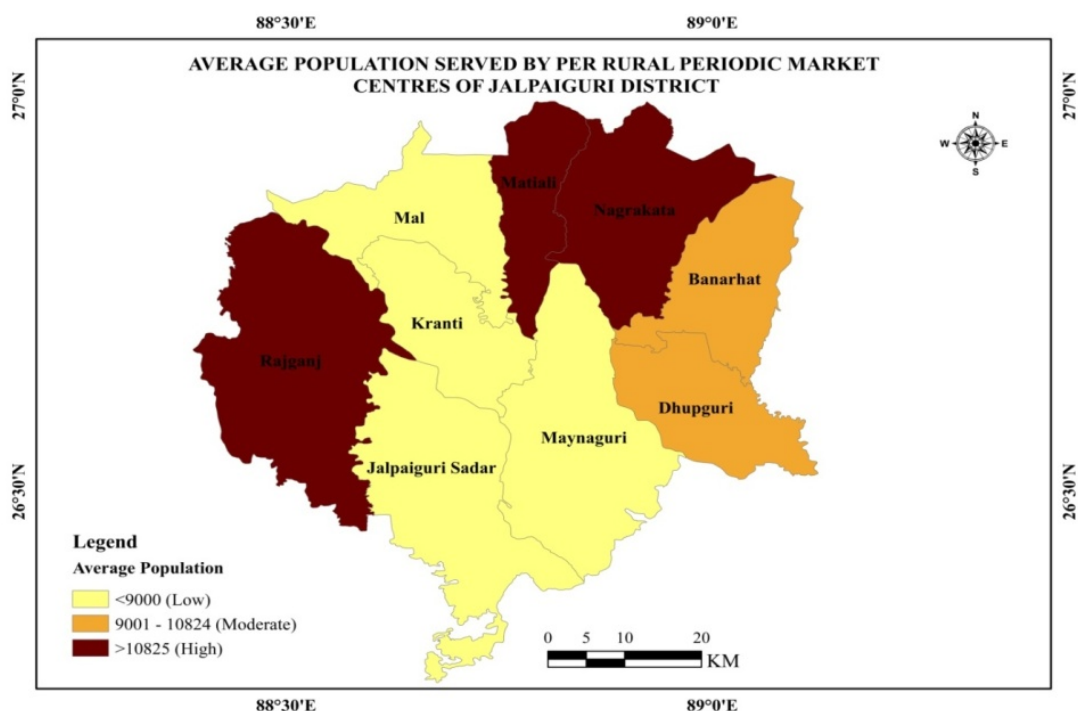 88°30'E
89°0'E
AVERAGE POPULATION SERVED BY PER RURAL PERIODIC MARKET
CENTRES OF JALPAIGURI DISTRICT
27°0'N
27°0'N
N
W
E
S
Matiali
Nagrakata
Mal
Banarhat
Kranti
Rajganj
Dhupguri
Maynaguri
Jalpaiguri Sadar
26°30'N
26°30'N
Legend
Average Population
<9000 (Low)
9001 - 10824 (Moderate)
>10825 (High)
0 5 10 20
KM
88°30'E
89°0'E